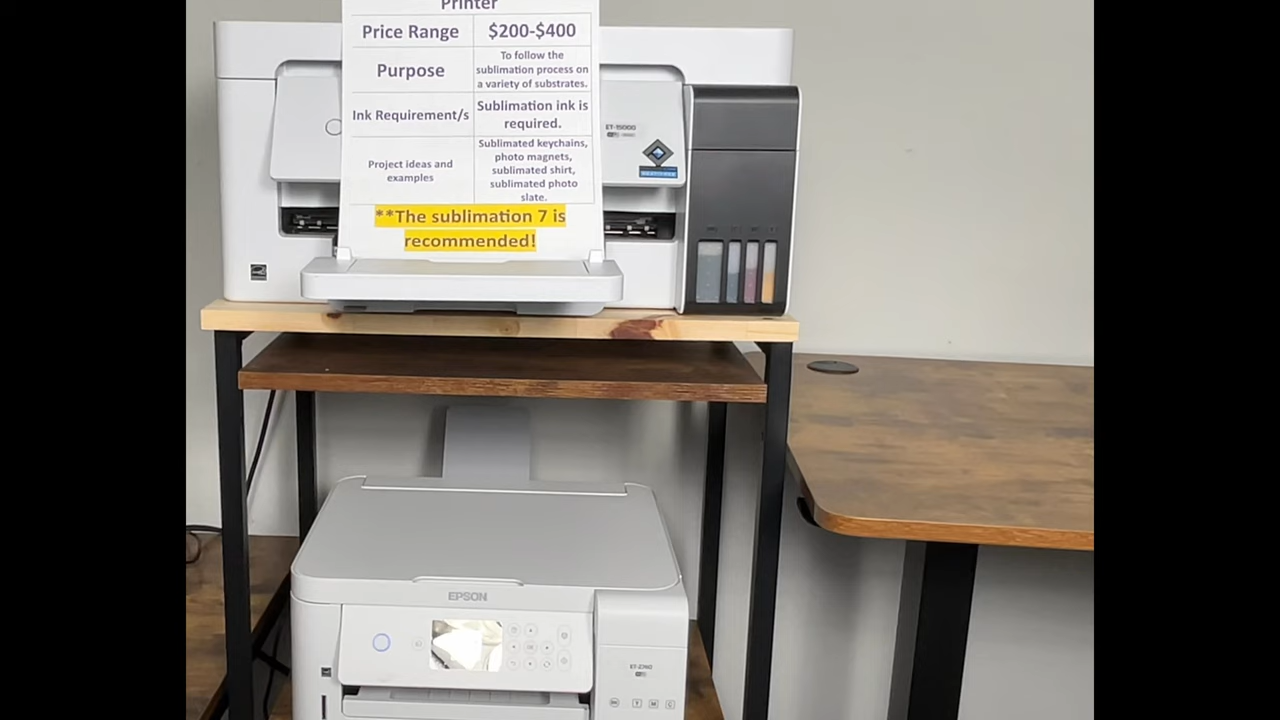 Printer
Price Range
$200-$400
Purpose
To follow the
sublimation process on
a variety of substrates.
Ink Requirement/s
Sublimation ink is
required.
Project ideas and
examples
Sublimated keychains,
photo magnets,
sublimated shirt,
sublimated photo
slate.
**The sublimation 7 is
recommended!
ET-15000
EPSON
ET-2760